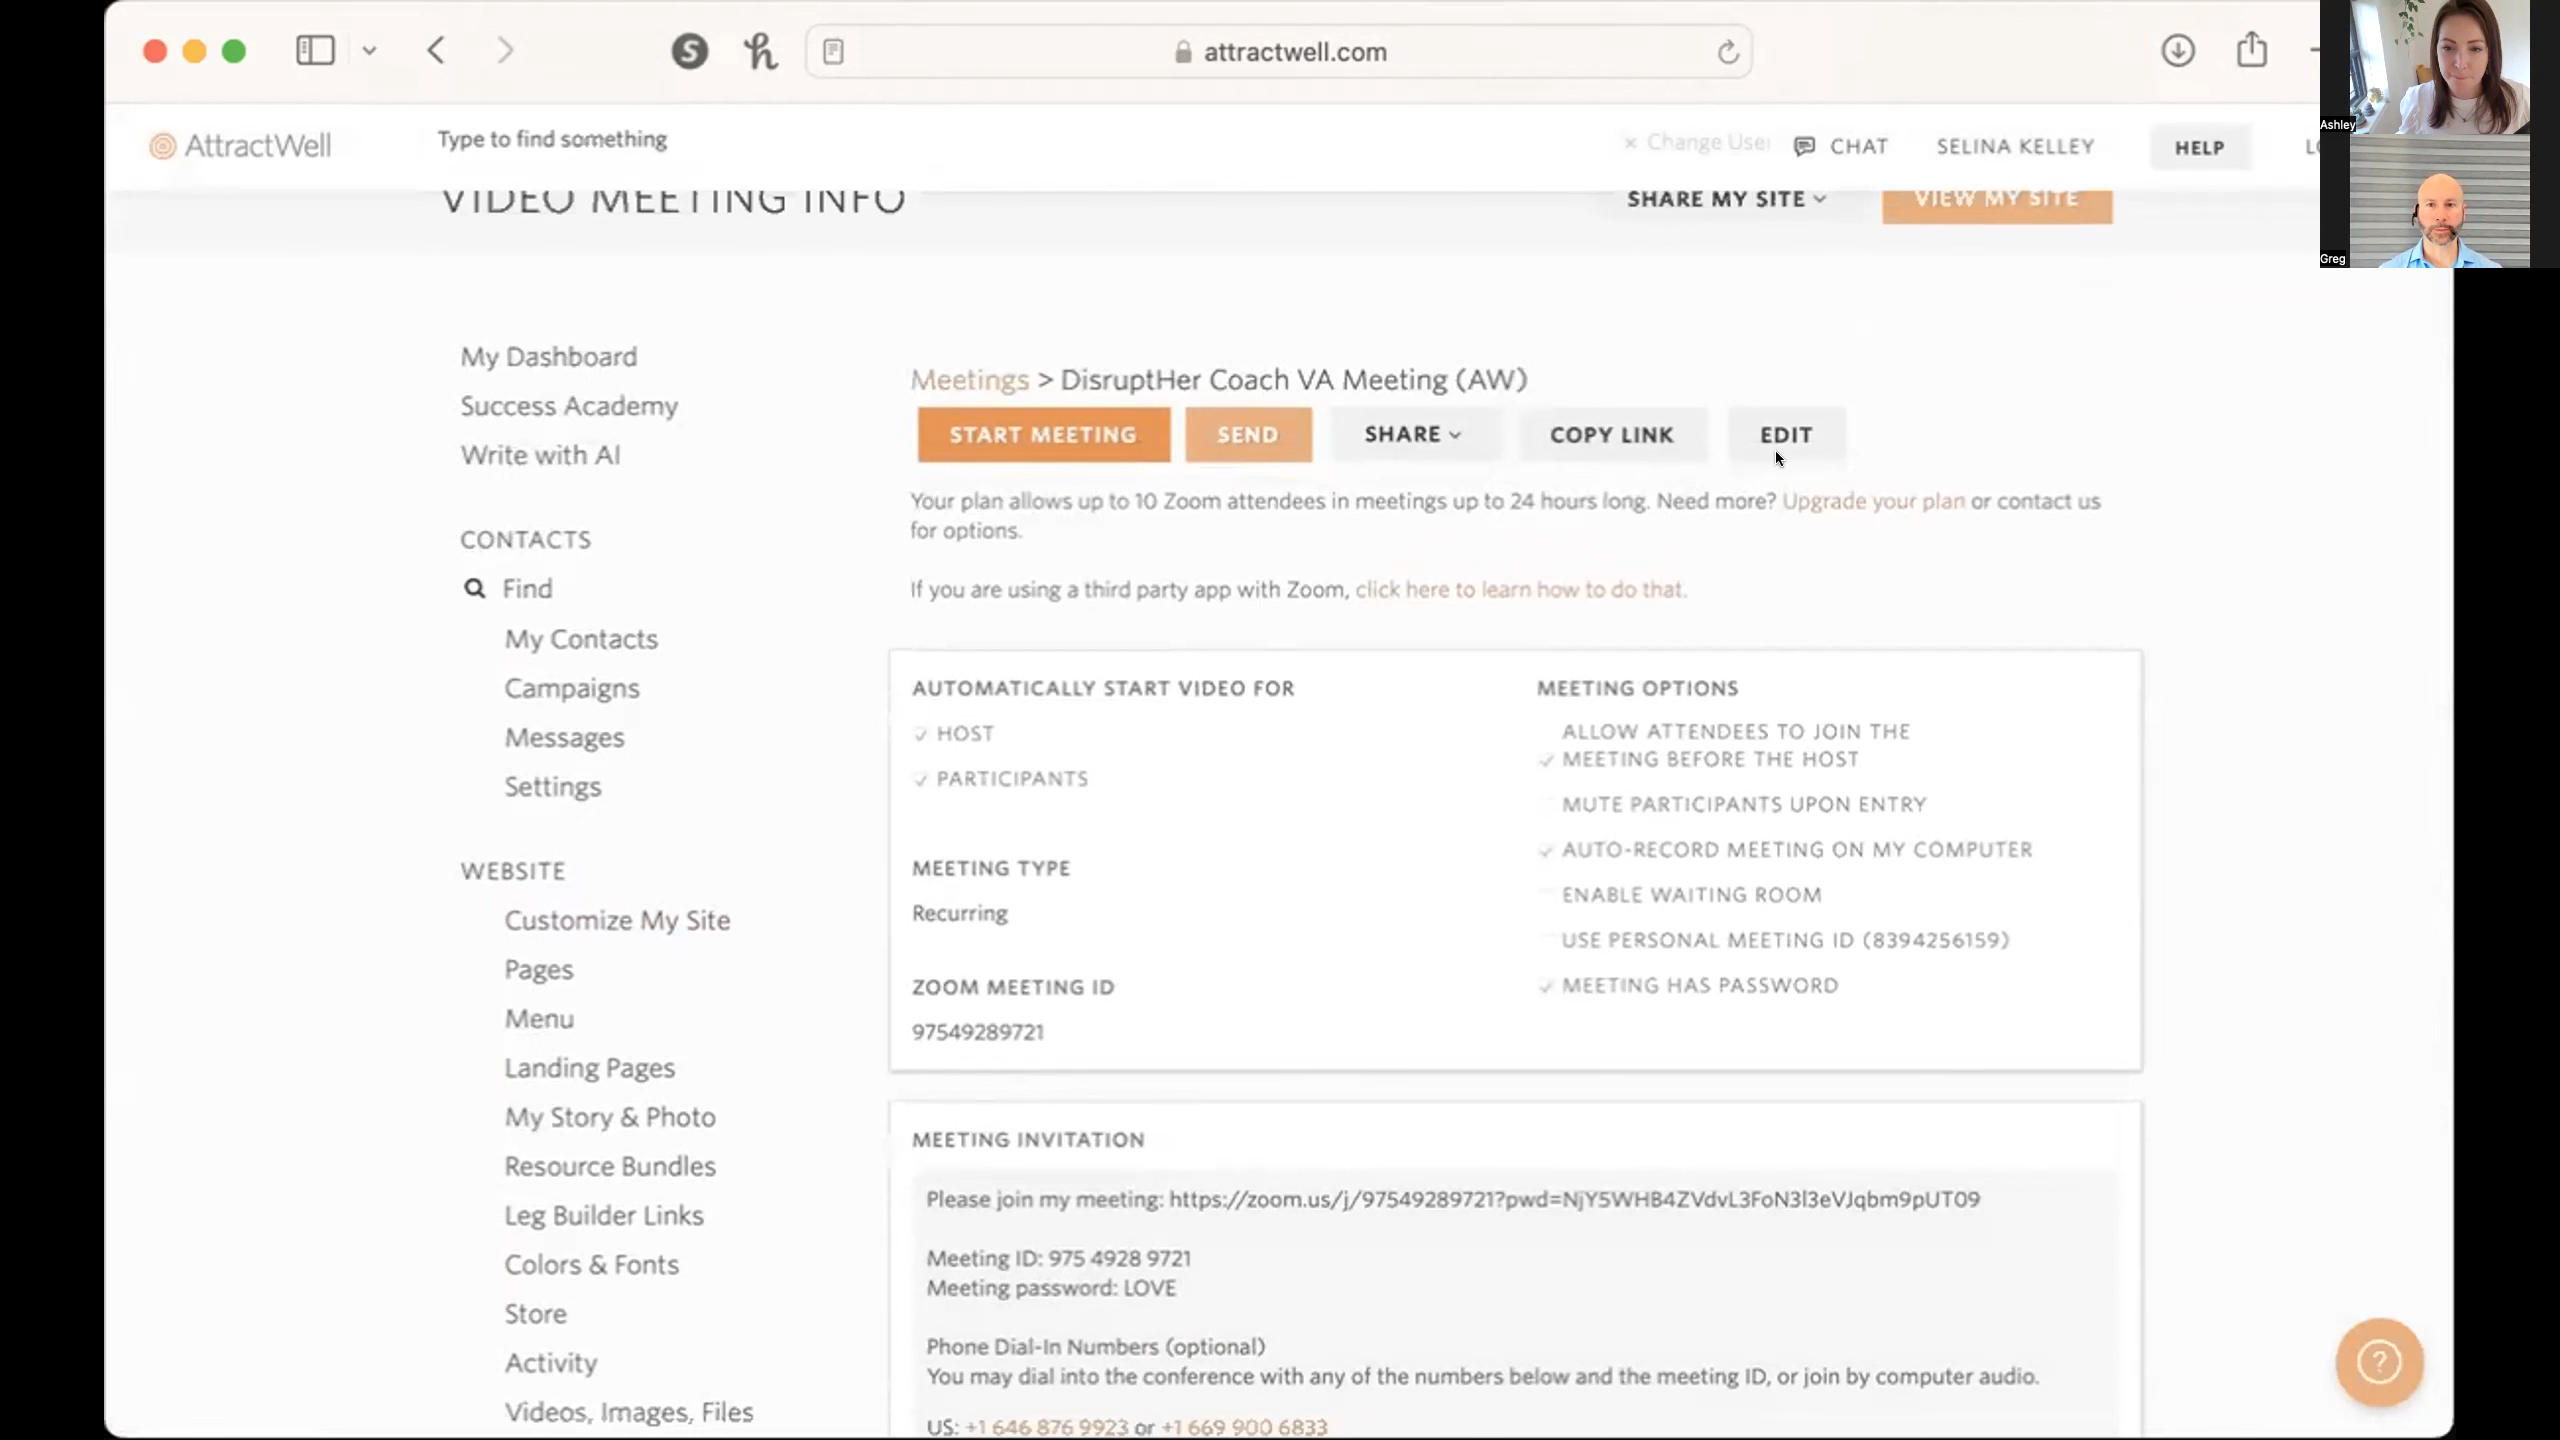 attractwell.com
AttractWell
Type to find something
× Change User
CHAT
SELINA KELLEY
HELP
Ashley
Greg
VIDEO MEETING INFO
SHARE MY SITE
VIEW MY SITE
My Dashboard
Success Academy
Write with AI
CONTACTS
Find
My Contacts
Campaigns
Messages
Settings
WEBSITE
Customize My Site
Pages
Menu
Landing Pages
My Story & Photo
Resource Bundles
Leg Builder Links
Colors & Fonts
Store
Activity
Videos, Images, Files
Meetings > DisruptHer Coach VA Meeting (AW)
START MEETING
SEND
SHARE
COPY LINK
EDIT
Your plan allows up to 10 Zoom attendees in meetings up to 24 hours long. Need more? Upgrade your plan or contact us
for options.
If you are using a third party app with Zoom, click here to learn how to do that.
AUTOMATICALLY START VIDEO FOR
HOST
PARTICIPANTS
MEETING TYPE
Recurring
ZOOM MEETING ID
97549289721
MEETING OPTIONS
ALLOW ATTENDEES TO JOIN THE
MEETING BEFORE THE HOST
MUTE PARTICIPANTS UPON ENTRY
AUTO-RECORD MEETING ON MY COMPUTER
ENABLE WAITING ROOM
USE PERSONAL MEETING ID (8394256159)
MEETING HAS PASSWORD
MEETING INVITATION
Please join my meeting: https://zoom.us/j/97549289721?pwd=NjY5WHB4ZVdvL3FoN3l3eVJqbm9pUT09
Meeting ID: 975 4928 9721
Meeting password: LOVE
Phone Dial-In Numbers (optional)
You may dial into the conference with any of the numbers below and the meeting ID, or join by computer audio.
US: +1 646 876 9923 or +1 669 900 6833